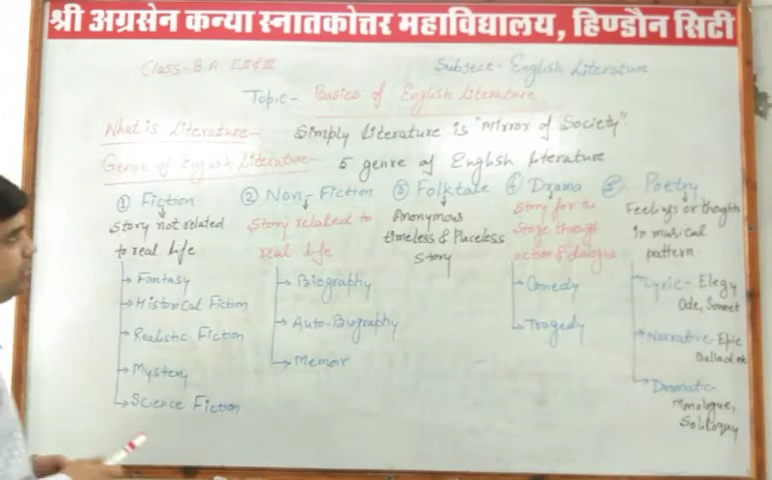 श्री अग्रसेन कन्या स्नातकोत्तर महाविद्यालय, हिण्डौन सिटी
Class-B.A I,II&III Subject- English Literature
Topic- Basics of English Literature
What is Literature- Simply Literature is "Mirror of Society"
Genre of English Literature- 5 genre of English literature
① Fiction ② Non-Fiction ③ Folktale ④ Drama ⑤ Poetry
Story not related
to real life
Story related to
real life
Anonymous
timeless & Placeless
Story
Story for the
stage through
action & dialogue
Feelings or thoughts
in musical
pattern
Fantasy
Historical Fiction
Realistic Fiction
Mystery
Science Fiction
Biography
Auto-Biography
Memor
Comedy
Tragedy
Lyric- Elegy
Ode, Sonnet
Narrative- Epic
Ballad
Dramatic-
Monologue,
Soliloquy